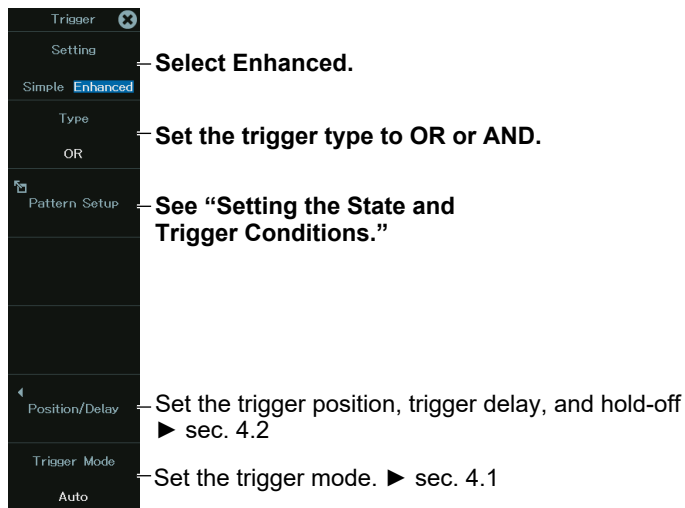 Trigger
Setting
Simple Enhanced
Select Enhanced.
Type
OR
Set the trigger type to OR or AND.
Pattern Setup
See “Setting the State and
Trigger Conditions.”
Position/Delay
Set the trigger position, trigger delay, and hold-off
► sec. 4.2
Trigger Mode
Auto
Set the trigger mode. ► sec. 4.1